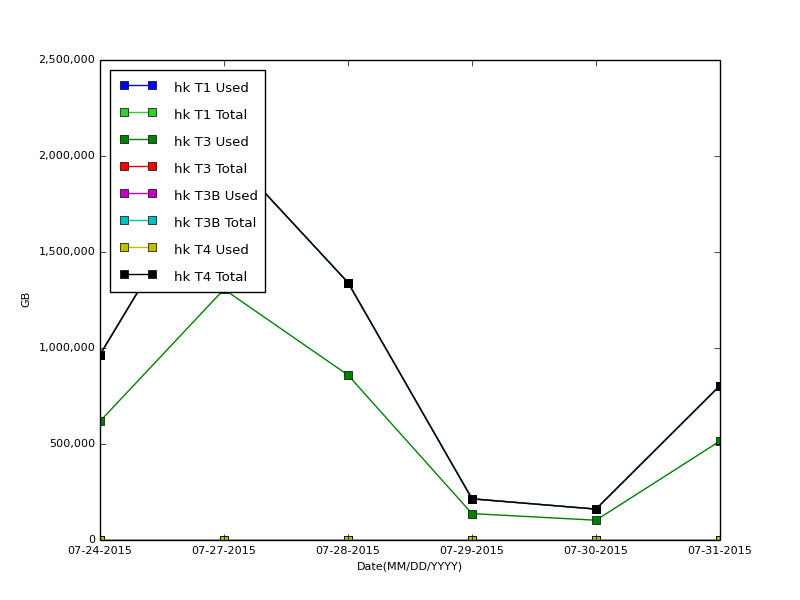 2,500,000
2,000,000
1,500,000
1,000,000
500,000
0
GB
hk T1 Used
hk T1 Total
hk T3 Used
hk T3 Total
hk T3B Used
hk T3B Total
hk T4 Used
hk T4 Total
07-24-2015 07-27-2015 07-28-2015 07-29-2015 07-30-2015 07-31-2015
Date(MM/DD/YYYY)